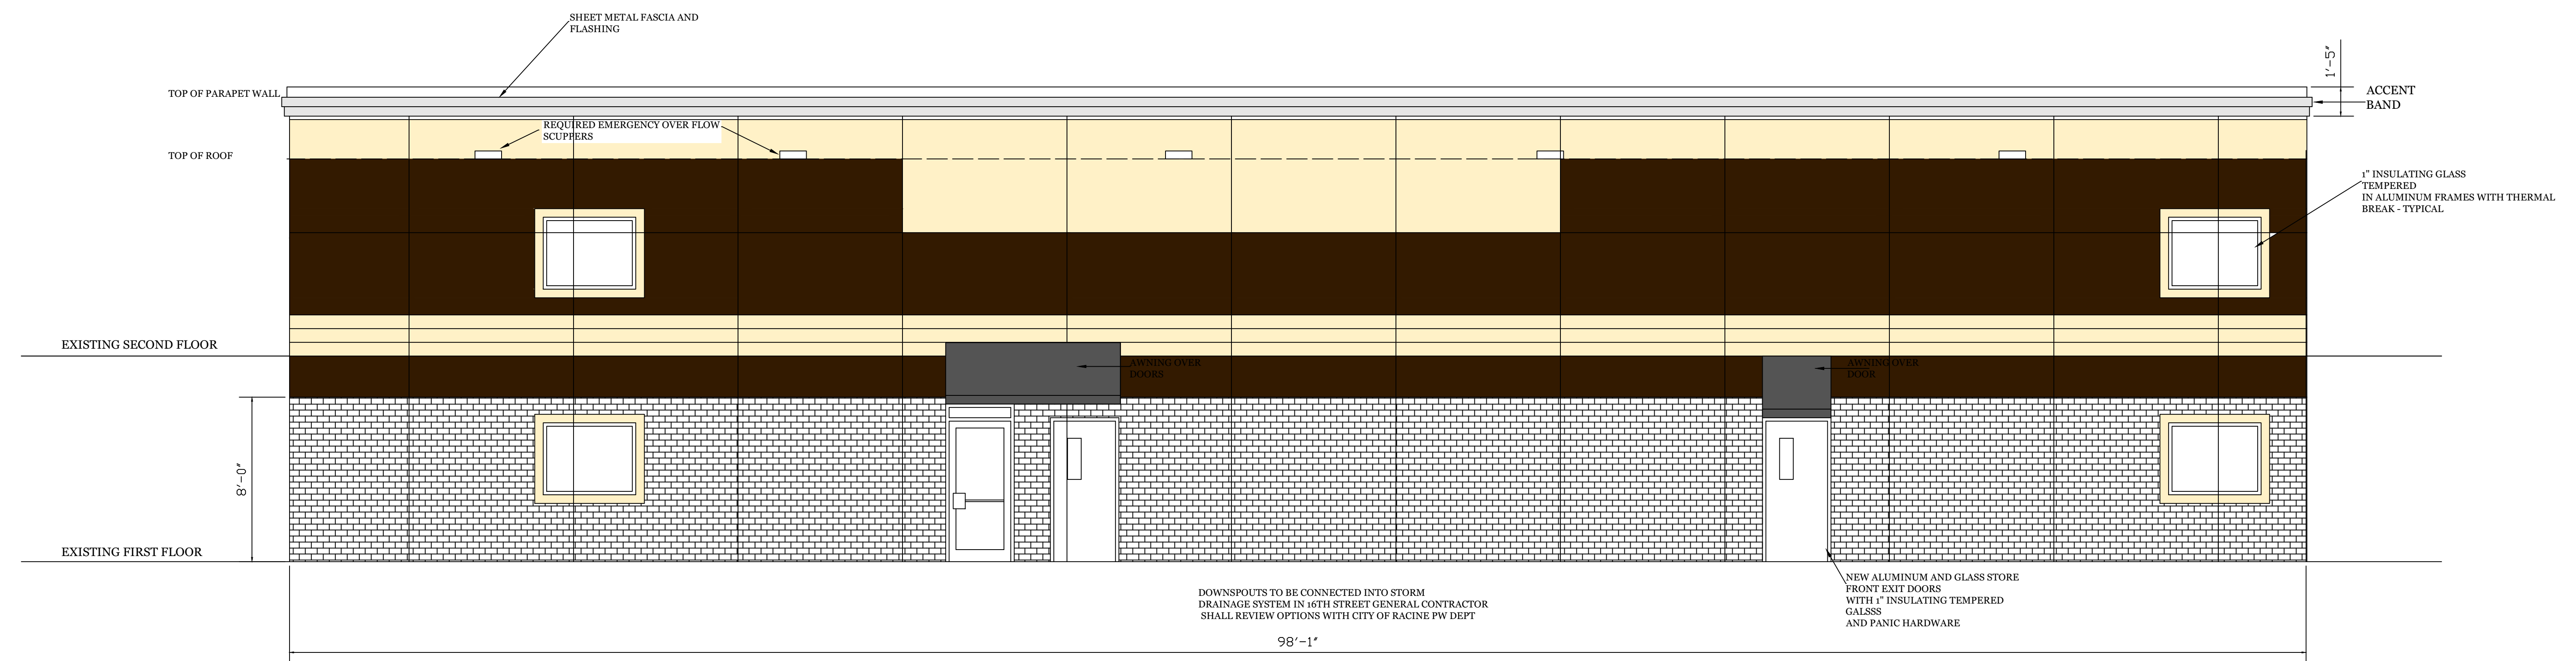 SHEET METAL FASCIA AND
FLASHING
1'-5"
TOP OF PARAPET WALL
ACCENT
BAND
REQUIRED EMERGENCY OVER FLOW
SCUPPERS
TOP OF ROOF
1" INSULATING GLASS
TEMPERED
IN ALUMINUM FRAMES WITH THERMAL
BREAK - TYPICAL
EXISTING SECOND FLOOR
AWNING OVER
DOORS
AWNING OVER
DOOR
8'-0"
EXISTING FIRST FLOOR
NEW ALUMINUM AND GLASS STORE
FRONT EXIT DOORS
WITH 1" INSULATING TEMPERED
GALSSS
AND PANIC HARDWARE
DOWNSPOUTS TO BE CONNECTED INTO STORM
DRAINAGE SYSTEM IN 16TH STREET GENERAL CONTRACTOR
SHALL REVIEW OPTIONS WITH CITY OF RACINE PW DEPT
98'-1"